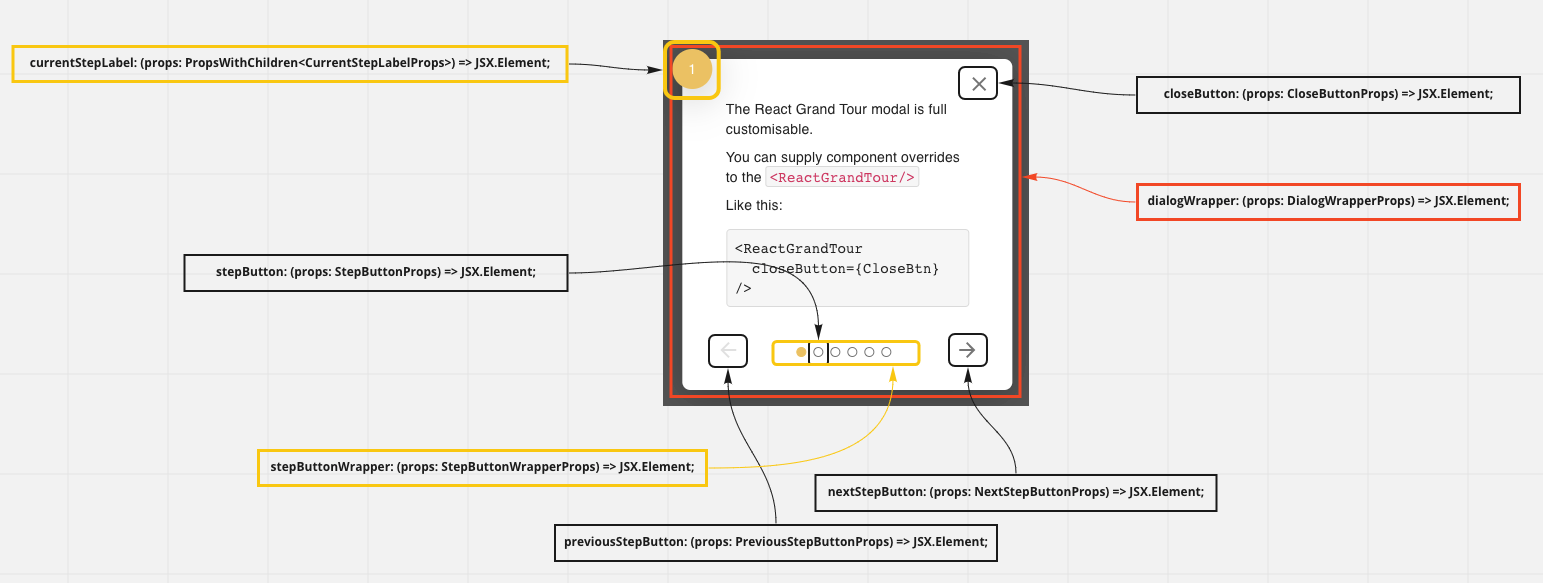 currentStepLabel: (props: PropsWithChildren<CurrentStepLabelProps>) => JSX.Element;
1
closeButton: (props: CloseButtonProps) => JSX.Element;
The React Grand Tour modal is full
customisable.
You can supply component overrides
to the <ReactGrandTour/>
Like this:
dialogWrapper: (props: DialogWrapperProps) => JSX.Element;
<ReactGrandTour
closeButton={CloseBtn}
/>
stepButton: (props: StepButtonProps) => JSX.Element;
stepButtonWrapper: (props: StepButtonWrapperProps) => JSX.Element;
nextStepButton: (props: NextStepButtonProps) => JSX.Element;
previousStepButton: (props: PreviousStepButtonProps) => JSX.Element;